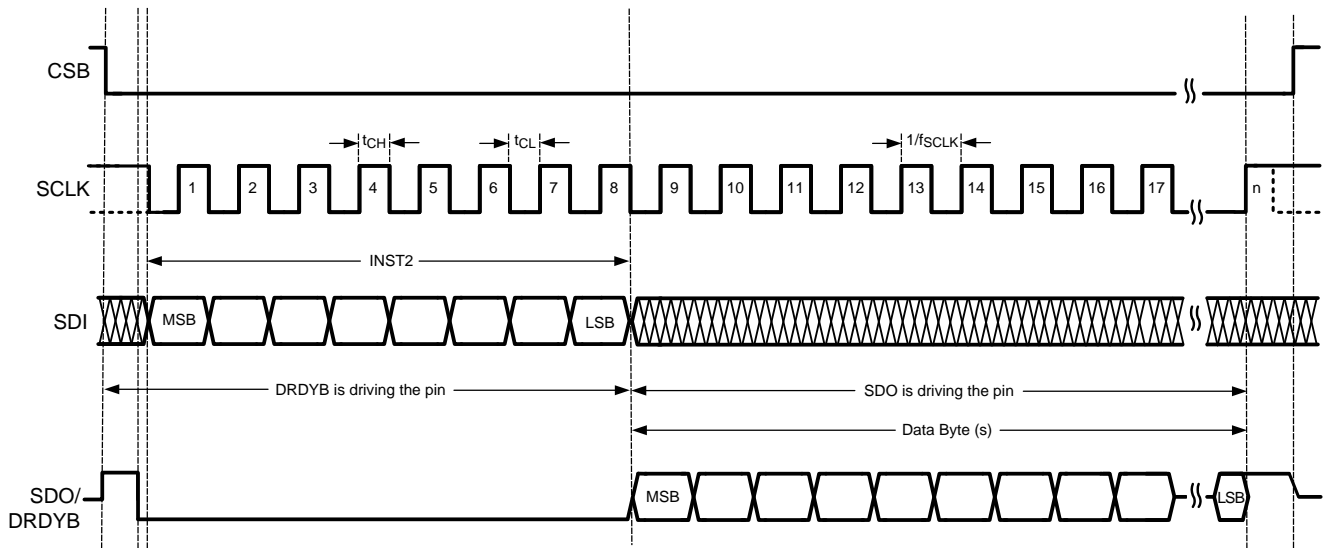 CSB
tCH
tCL
1/fSCLK
SCLK
1 2 3 4 5 6 7 8 9 10 11 12 13 14 15 16 17 n
INST2
SDI
MSB
LSB
DRDYB is driving the pin
SDO is driving the pin
Data Byte (s)
SDO/
DRDYB
MSB
LSB